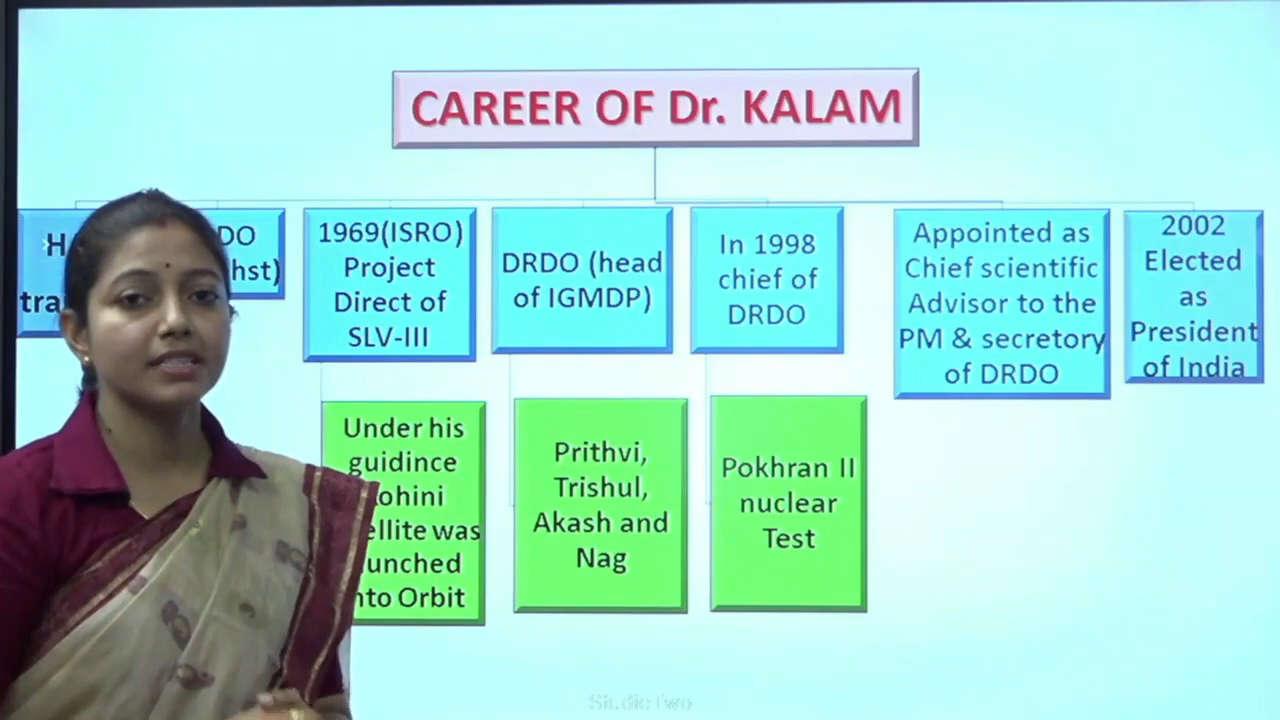 CAREER OF Dr. KALAM
tra
DO
hst)
1969(ISRO)
Project
Direct of
SLV-III
DRDO (head
of IGMDP)
In 1998
chief of
DRDO
Appointed as
Chief scientific
Advisor to the
PM & secretory
of DRDO
2002
Elected
as
President
of India
Under his
guidince
ohini
ellite was
unched
nto Orbit
Prithvi,
Trishul,
Akash and
Nag
Pokhran II
nuclear
Test